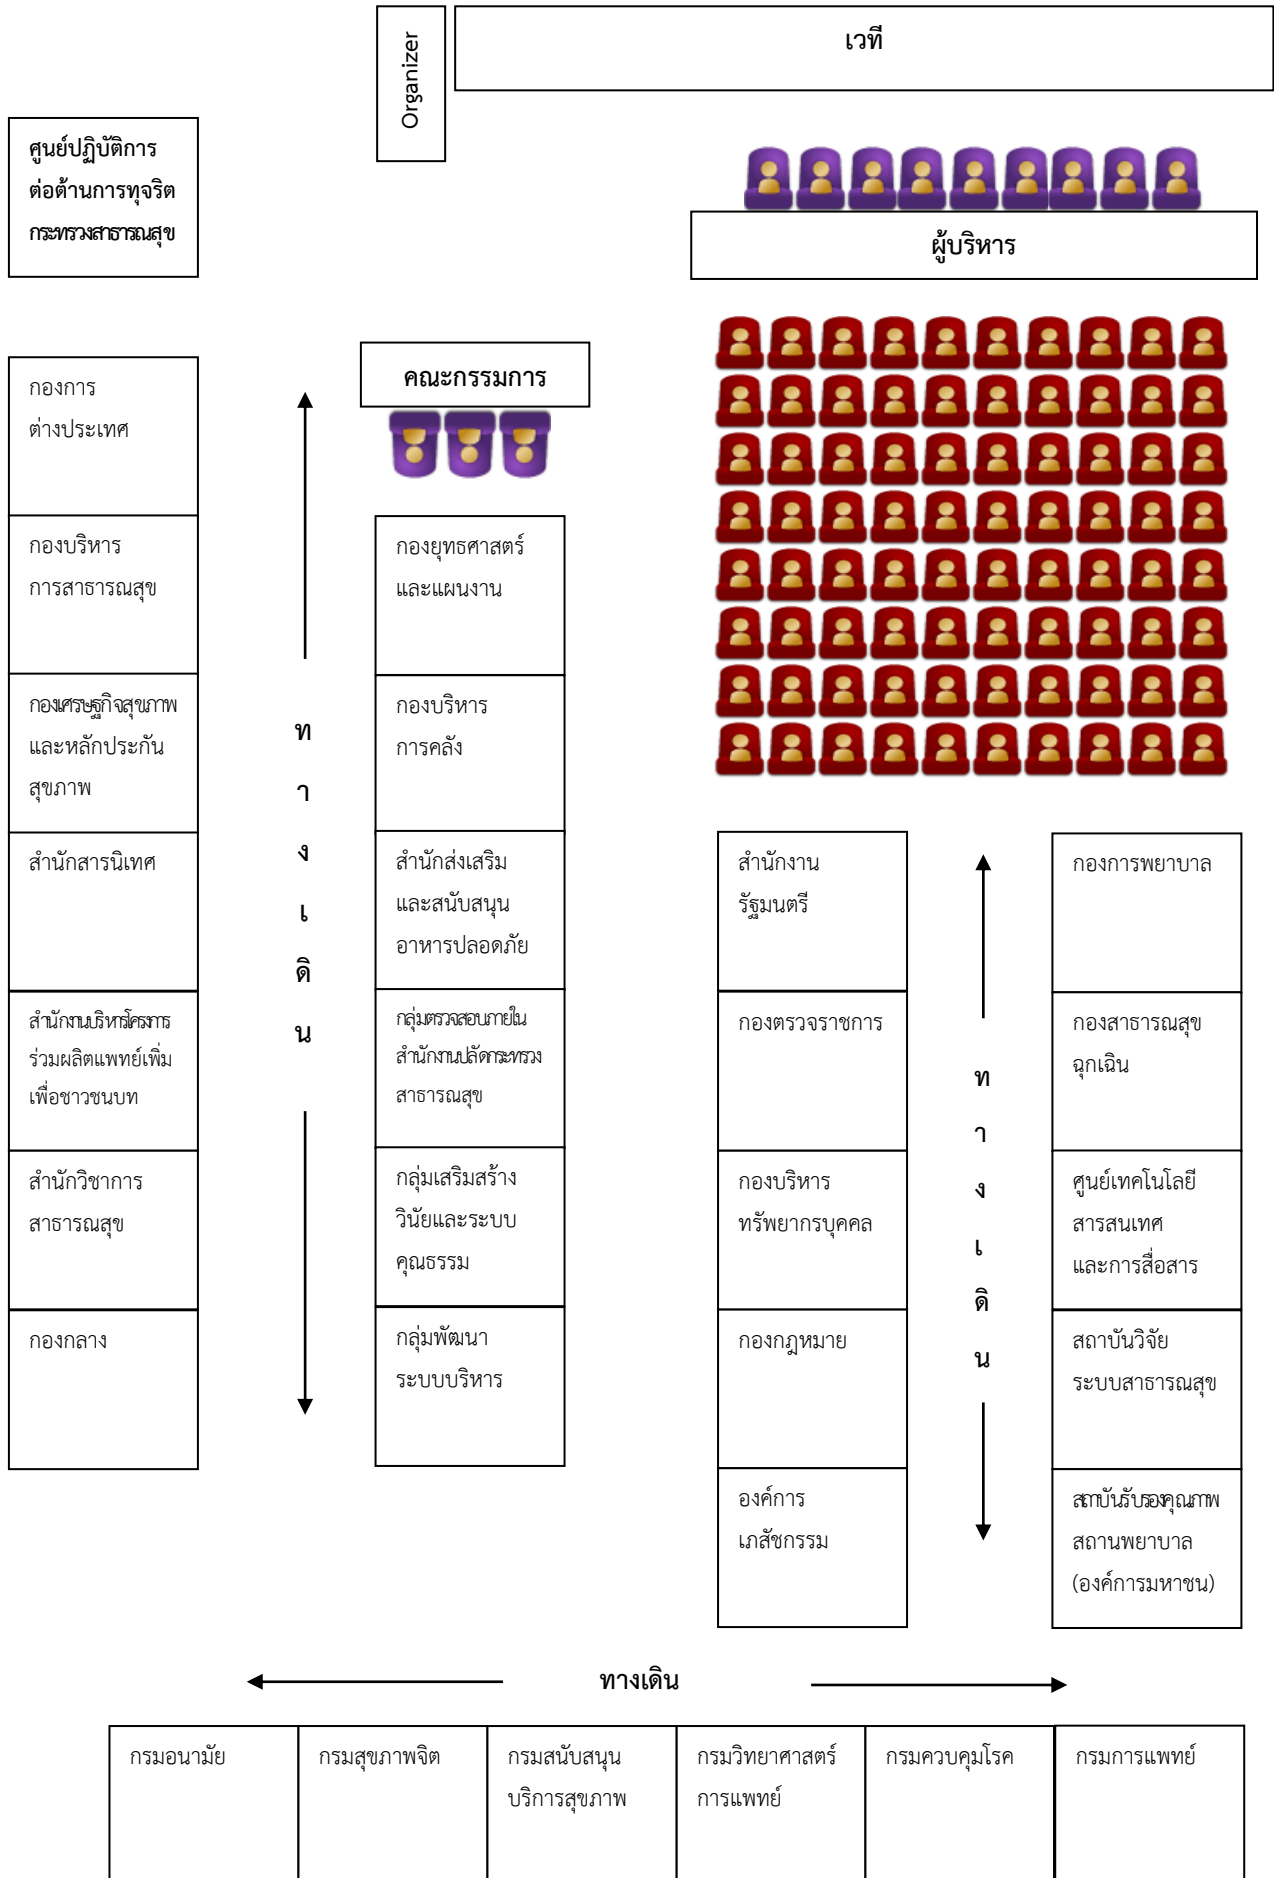 Organizer
เวที
ศูนย์ปฏิบัติการ
ต่อต้านการทุจริต
กระทรวงสาธารณสุข
ผู้บริหาร
คณะกรรมการ
กองการ
ต่างประเทศ
กองบริหาร
การสาธารณสุข
กองเศรษฐกิจสุขภาพ
และหลักประกัน
สุขภาพ
สำนักสารนิเทศ
สำนักงานบริหารโครงการ
ร่วมผลิตแพทย์เพิ่ม
เพื่อชาวชนบท
สำนักวิชาการ
สาธารณสุข
กองกลาง
ทางเดิน
กองยุทธศาสตร์
และแผนงาน
กองบริหาร
การคลัง
สำนักส่งเสริม
และสนับสนุน
อาหารปลอดภัย
กลุ่มตรวจสอบภายใน
สำนักงานปลัดกระทรวง
สาธารณสุข
กลุ่มเสริมสร้าง
วินัยและระบบ
คุณธรรม
กลุ่มพัฒนา
ระบบบริหาร
สำนักงาน
รัฐมนตรี
กองตรวจราชการ
กองบริหาร
ทรัพยากรบุคคล
กองกฎหมาย
องค์การ
เภสัชกรรม
ทางเดิน
กองการพยาบาล
กองสาธารณสุข
ฉุกเฉิน
ศูนย์เทคโนโลยี
สารสนเทศ
และการสื่อสาร
สถาบันวิจัย
ระบบสาธารณสุข
สถาบันรับรองคุณภาพ
สถานพยาบาล
(องค์การมหาชน)
ทางเดิน
กรมอนามัย
กรมสุขภาพจิต
กรมสนับสนุน
บริการสุขภาพ
กรมวิทยาศาสตร์
การแพทย์
กรมควบคุมโรค
กรมการแพทย์